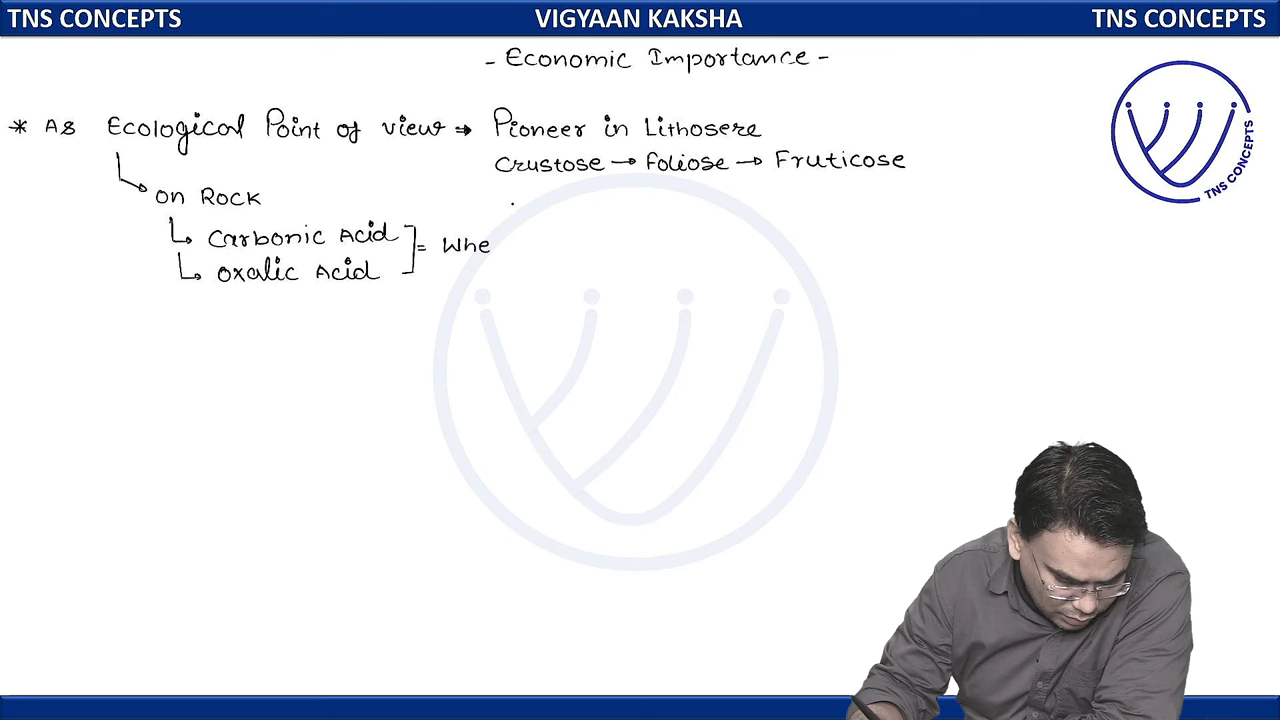 TNS CONCEPTS VIGYAAN KAKSHA TNS CONCEPTS
- Economic Importance -
* As Ecological Point of view → Pioneer in Lithosere
Crustose → Foliose → Fruticose
on Rock
Carbonic Acid
Oxalic Acid
= Whe
TNS CONCEPTS